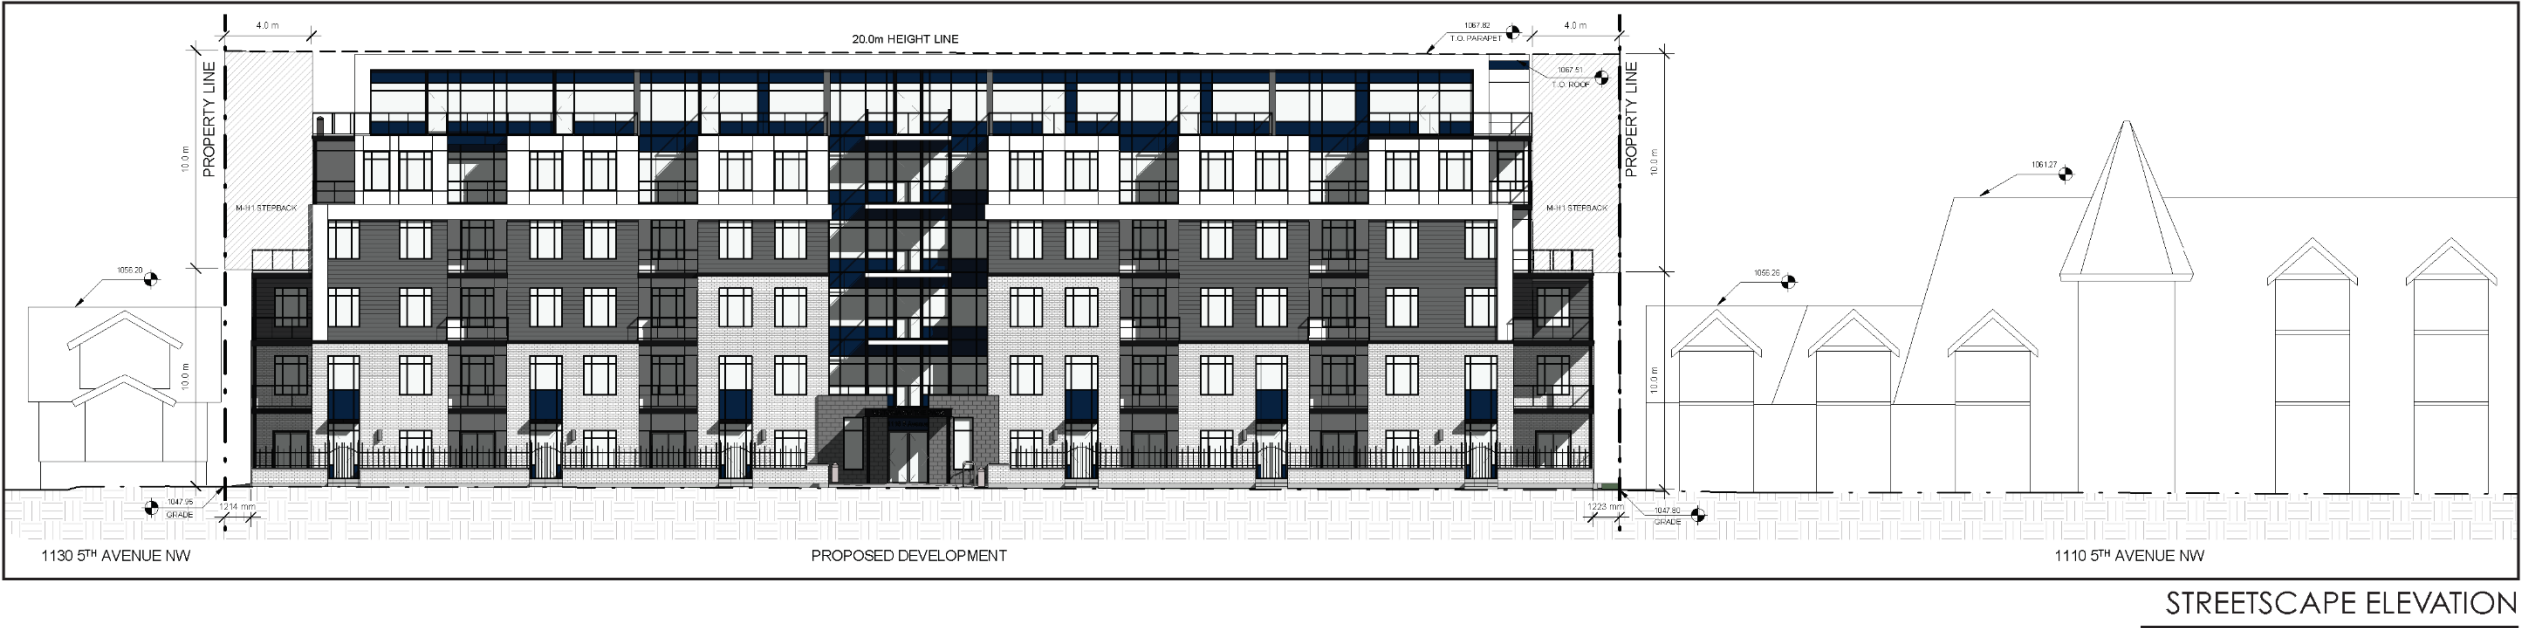 4.0 m
20.0m HEIGHT LINE
1067.82
T.O. PARAPET
4.0 m
PROPERTY LINE
1067.51
T.O. ROOF
PROPERTY LINE
10.0 m
10.0 m
1061.27
M-H1 STEPBACK
M-H1 STEPBACK
1056.20
1056.26
10.0 m
10.0 m
1047.95
GRADE
1214 mm
1223 mm
1047.80
GRADE
1130 5TH AVENUE NW
PROPOSED DEVELOPMENT
1110 5TH AVENUE NW
STREETSCAPE ELEVATION